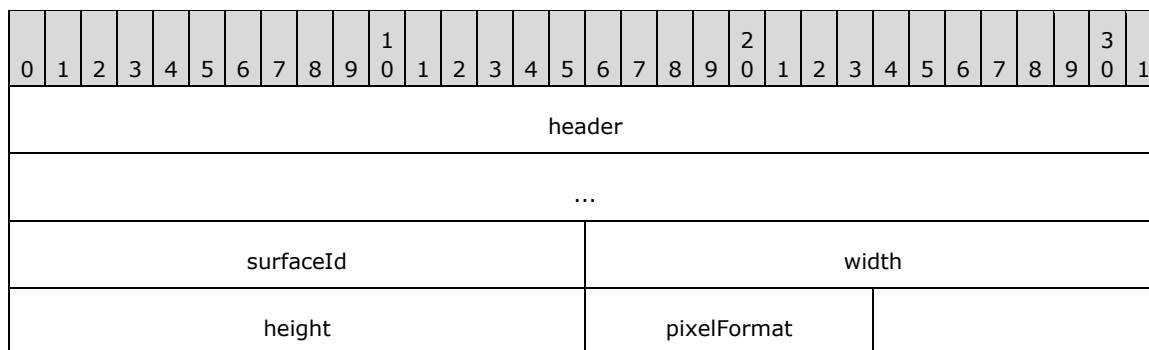 1 2 3
0 1 2 3 4 5 6 7 8 9 0 1 2 3 4 5 6 7 8 9 0 1 2 3 4 5 6 7 8 9 0 1
header
...
surfaceId width
height pixelFormat